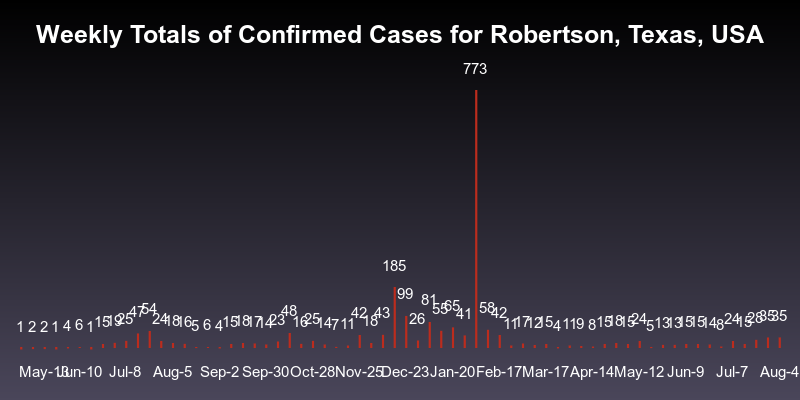 Weekly Totals of Confirmed Cases for Robertson, Texas, USA
1 2 2 1 4 6 1 15 19 25 47 54 24 18 16 5 6 4 15 18 17 14 23 48 16 25 14 7 11 42 18 43 185 99 26 81 55 65 41 773 58 42 11 17 12 15 4 11 9 8 15 18 15 24 5 13 13 15 15 14 8 24 15 28 35 35
May-13 Jun-10 Jul-8 Aug-5 Sep-2 Sep-30 Oct-28 Nov-25 Dec-23 Jan-20 Feb-17 Mar-17 Apr-14 May-12 Jun-9 Jul-7 Aug-4